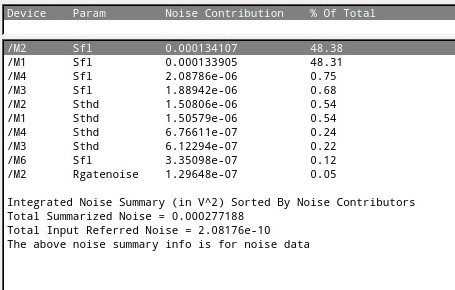 Device Param Noise Contribution % Of Total
/M2 Sfl 0.000134107 48.38
/M1 Sfl 0.000133905 48.31
/M4 Sfl 2.08786e-06 0.75
/M3 Sfl 1.88942e-06 0.68
/M2 Sthd 1.50806e-06 0.54
/M1 Sthd 1.50579e-06 0.54
/M4 Sthd 6.76611e-07 0.24
/M3 Sthd 6.12294e-07 0.22
/M6 Sfl 3.35098e-07 0.12
/M2 Rgatenoise 1.29648e-07 0.05
Integrated Noise Summary (in V^2) Sorted By Noise Contributors
Total Summarized Noise = 0.000277188
Total Input Referred Noise = 2.08176e-10
The above noise summary info is for noise data